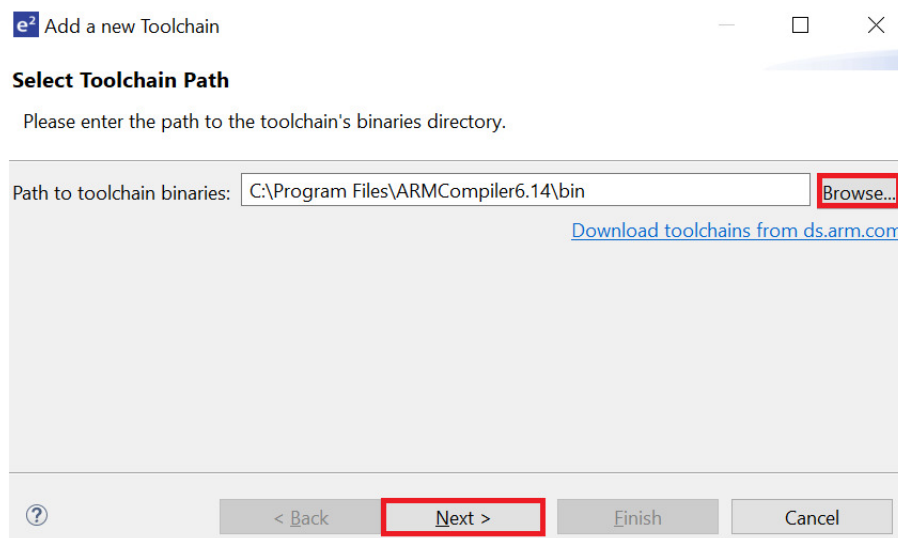 e² Add a new Toolchain
Select Toolchain Path
Please enter the path to the toolchain's binaries directory.
Path to toolchain binaries: C:\Program Files\ARMCompiler6.14\bin Browse...
Download toolchains from ds.arm.com
? < Back Next > Finish Cancel